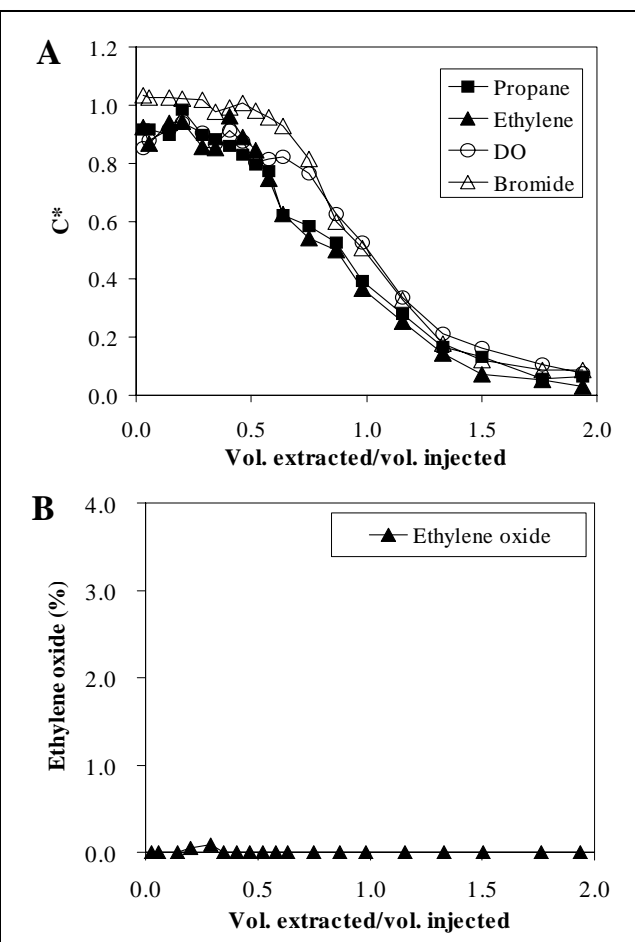 A
1.2
1.0
0.8
0.6
0.4
0.2
0.0
C*
Propane
Ethylene
DO
Bromide
0.0 0.5 1.0 1.5 2.0
Vol. extracted/vol. injected
B
4.0
3.0
2.0
1.0
0.0
Ethylene oxide (%)
Ethylene oxide
0.0 0.5 1.0 1.5 2.0
Vol. extracted/vol. injected